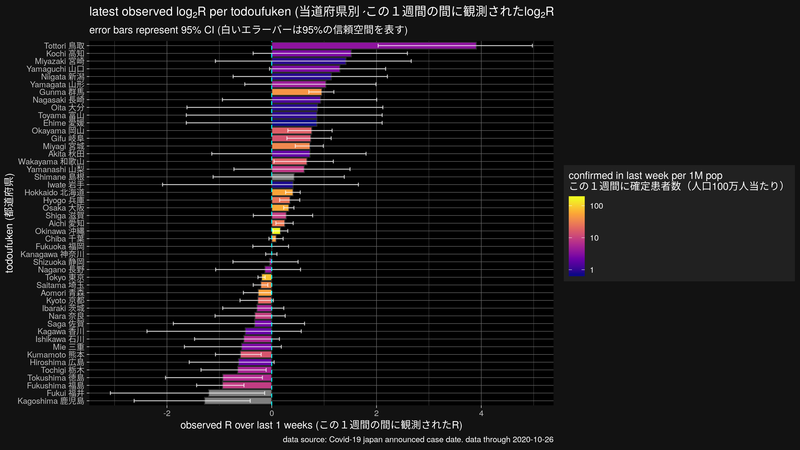 latest observed log₂R per todoufuken (当道府県別·この１週間の間に観測されたlog₂R
error bars represent 95% CI (白いエラーバーは95%の信頼空間を表す)
todoufuken (都道府県)
Tottori 鳥取
Kochi 高知
Miyazaki 宮崎
Yamaguchi 山口
Niigata 新潟
Yamagata 山形
Gunma 群馬
Nagasaki 長崎
Oita 大分
Toyama 富山
Ehime 愛媛
Okayama 岡山
Gifu 岐阜
Miyagi 宮城
Akita 秋田
Wakayama 和歌山
Yamanashi 山梨
Shimane 島根
Iwate 岩手
Hokkaido 北海道
Hyogo 兵庫
Osaka 大阪
Shiga 滋賀
Aichi 愛知
Okinawa 沖縄
Chiba 千葉
Fukuoka 福岡
Kanagawa 神奈川
Shizuoka 静岡
Nagano 長野
Tokyo 東京
Saitama 埼玉
Aomori 青森
Kyoto 京都
Ibaraki 茨城
Nara 奈良
Saga 佐賀
Kagawa 香川
Ishikawa 石川
Mie 三重
Kumamoto 熊本
Hiroshima 広島
Tochigi 栃木
Tokushima 徳島
Fukushima 福島
Fukui 福井
Kagoshima 鹿児島
-2 0 2 4
observed R over last 1 weeks (この１週間の間に観測されたR)
data source: Covid-19 japan announced case date. data through 2020-10-26
confirmed in last week per 1M pop
この１週間に確定患者数（人口100万人当たり）
100
10
1